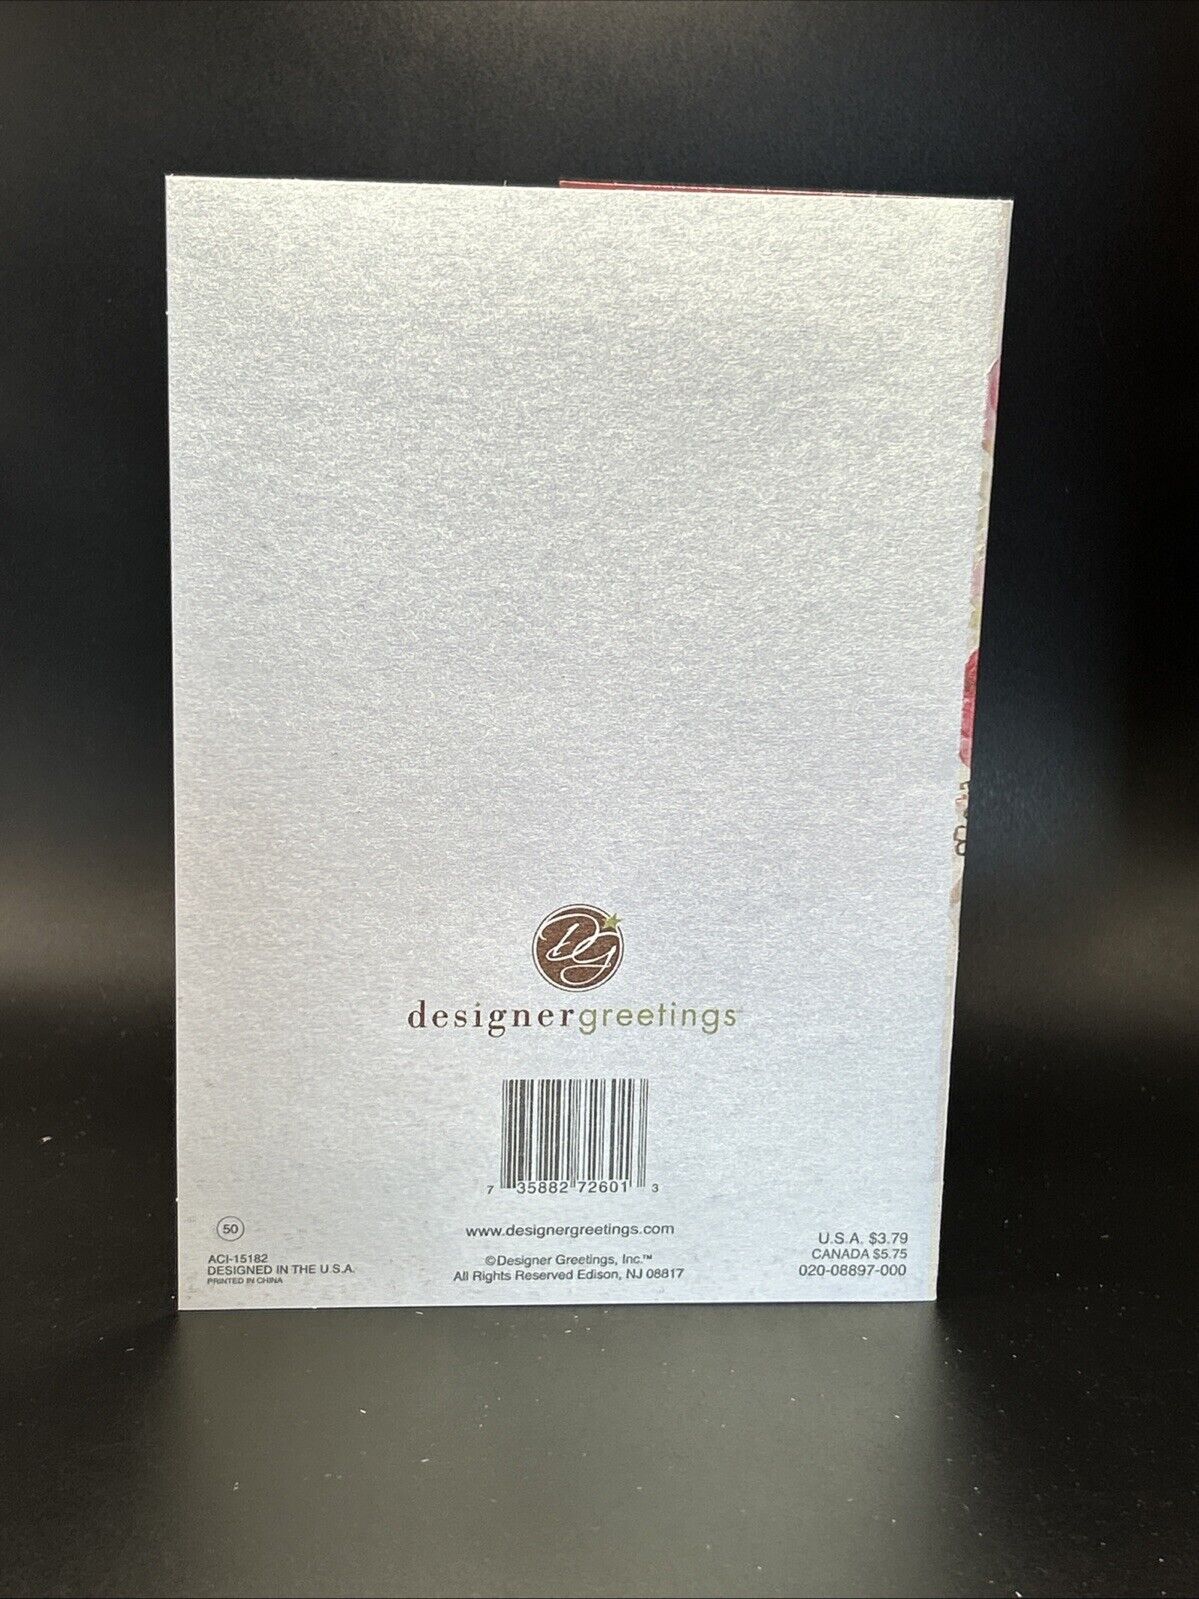 DG
designergreetings
7 35882 72601 3
50
ACI-15182
DESIGNED IN THE U.S.A.
PRINTED IN CHINA
www.designergreetings.com
©Designer Greetings, Inc.™
All Rights Reserved Edison, NJ 08817
U.S.A. $3.79
CANADA $5.75
020-08897-000